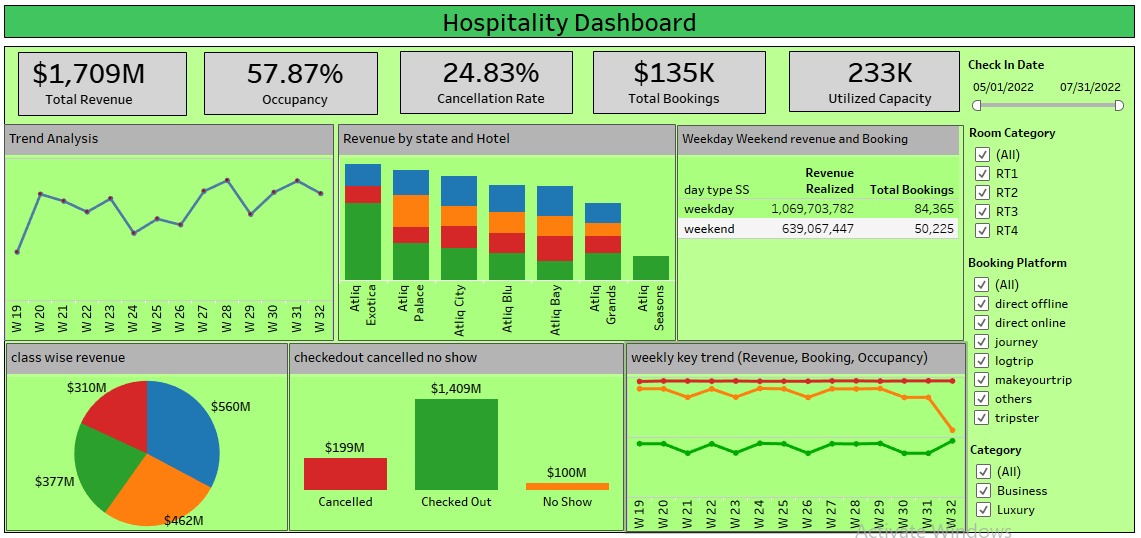 Hospitality Dashboard
$1,709M
Total Revenue
57.87%
Occupancy
24.83%
Cancellation Rate
$135K
Total Bookings
233K
Utilized Capacity
Check In Date
05/01/2022 07/31/2022
Room Category
(All)
RT1
RT2
RT3
RT4
Booking Platform
(All)
direct offline
direct online
journey
logtrip
makeyourtrip
others
tripster
Category
(All)
Business
Luxury
Trend Analysis
W 19 W 20 W 21 W 22 W 23 W 24 W 25 W 26 W 27 W 28 W 29 W 30 W 31 W 32
Revenue by state and Hotel
Atliq Exotica
Atliq Palace
Atliq City
Atliq Blu
Atliq Bay
Atliq Grands
Atliq Seasons
Weekday Weekend revenue and Booking
Revenue
day type SS Realized Total Bookings
weekday 1,069,703,782 84,365
weekend 639,067,447 50,225
class wise revenue
$310M
$560M
$377M
$462M
checkedout cancelled no show
$1,409M
$199M
$100M
Cancelled Checked Out No Show
weekly key trend (Revenue, Booking, Occupancy)
W 19 W 20 W 21 W 22 W 23 W 24 W 25 W 26 W 27 W 28 W 29 W 30 W 31 W 32
Activate Windows